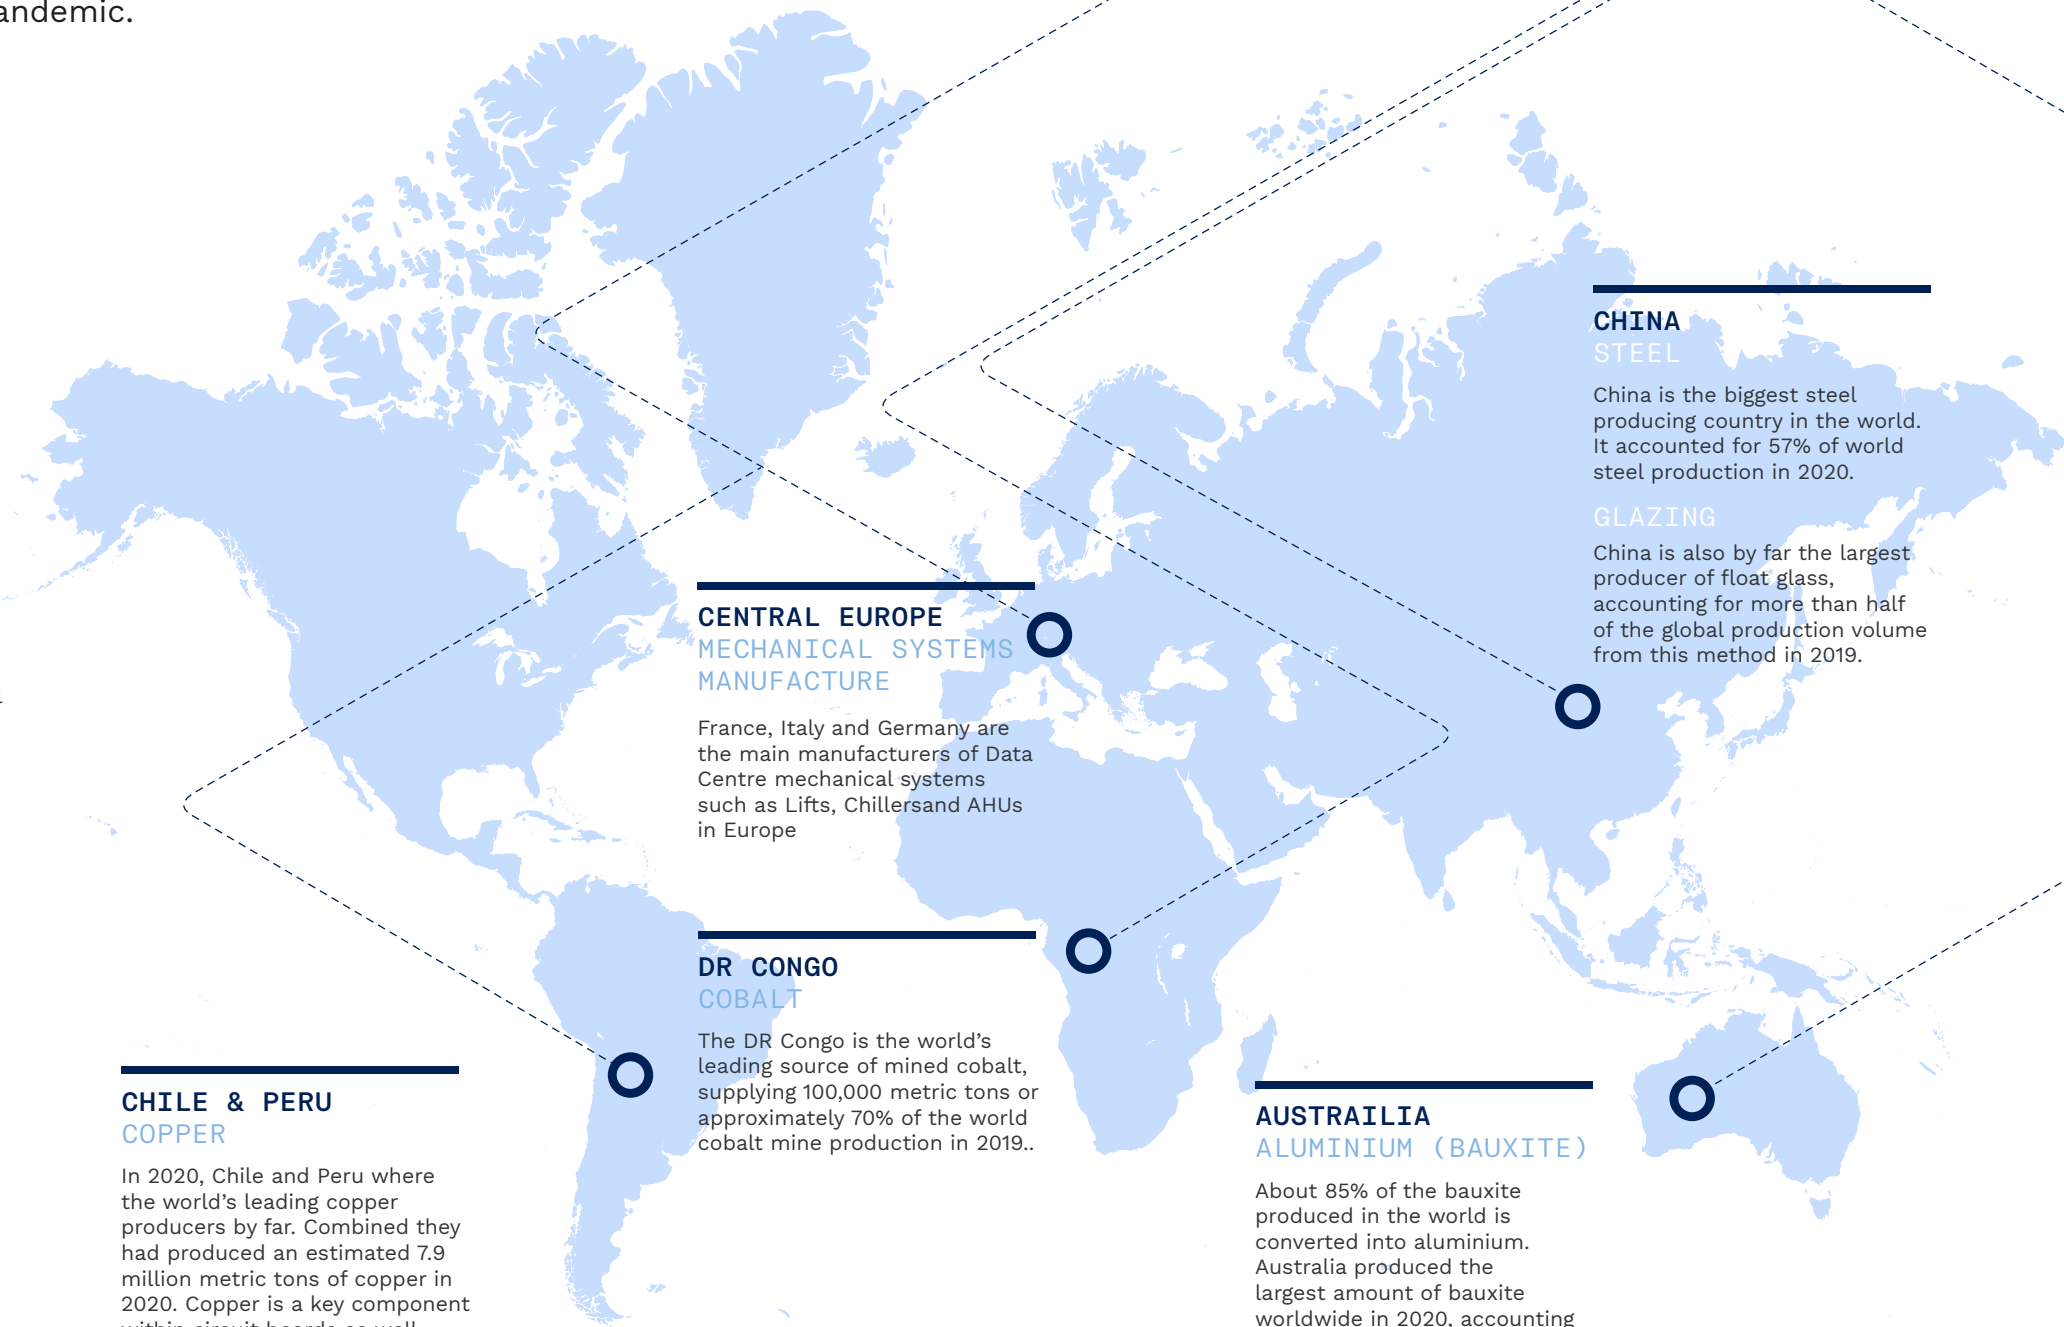 andemic.
CHINA
STEEL
China is the biggest steel
producing country in the world.
It accounted for 57% of world
steel production in 2020.
GLAZING
China is also by far the largest
producer of float glass,
accounting for more than half
of the global production volume
from this method in 2019.
CENTRAL EUROPE
MECHANICAL SYSTEMS
MANUFACTURE
France, Italy and Germany are
the main manufacturers of Data
Centre mechanical systems
such as Lifts, Chillersand AHUs
in Europe
DR CONGO
COBALT
The DR Congo is the world’s
leading source of mined cobalt,
supplying 100,000 metric tons or
approximately 70% of the world
cobalt mine production in 2019..
CHILE & PERU
COPPER
In 2020, Chile and Peru where
the world’s leading copper
producers by far. Combined they
had produced an estimated 7.9
million metric tons of copper in
2020. Copper is a key component
within circuit boards as well
AUSTRAILIA
ALUMINIUM (BAUXITE)
About 85% of the bauxite
produced in the world is
converted into aluminium.
Australia produced the
largest amount of bauxite
worldwide in 2020, accounting